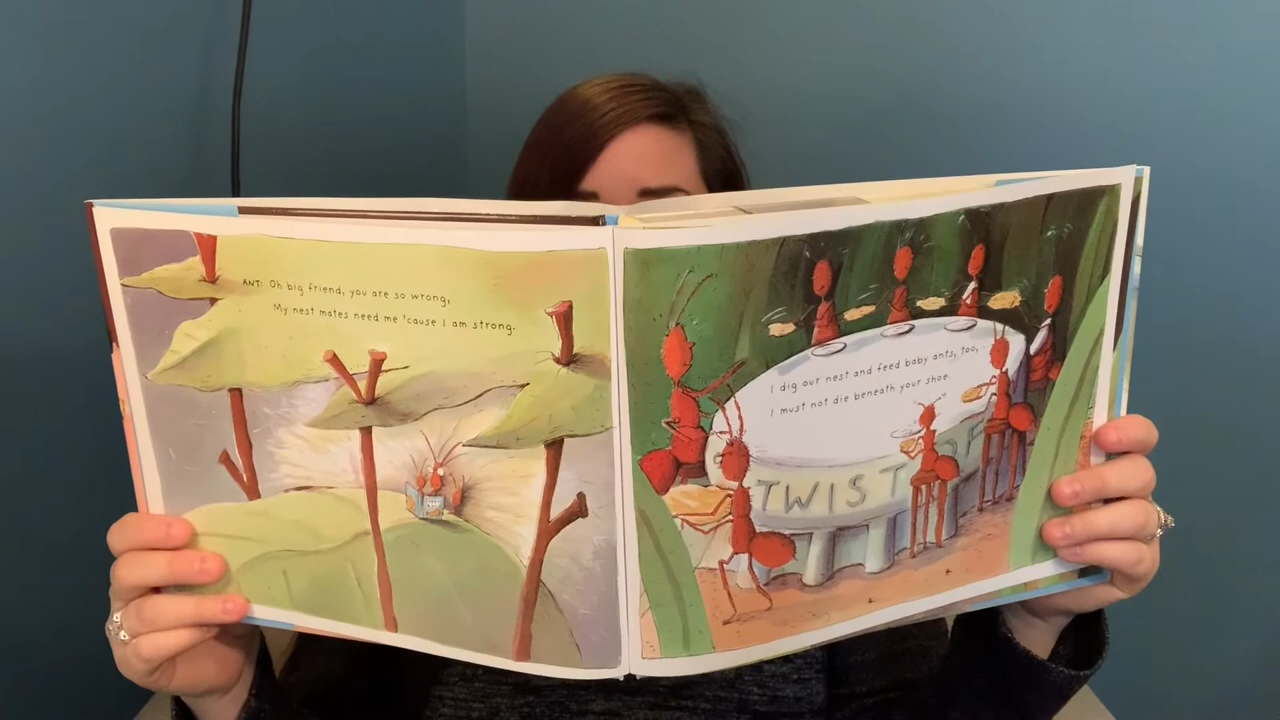 ANT: Oh big friend, you are so wrong,
My nest mates need me 'cause I am strong.
I dig our nest and feed baby ants, too,
I must not die beneath your shoe.
TWIST